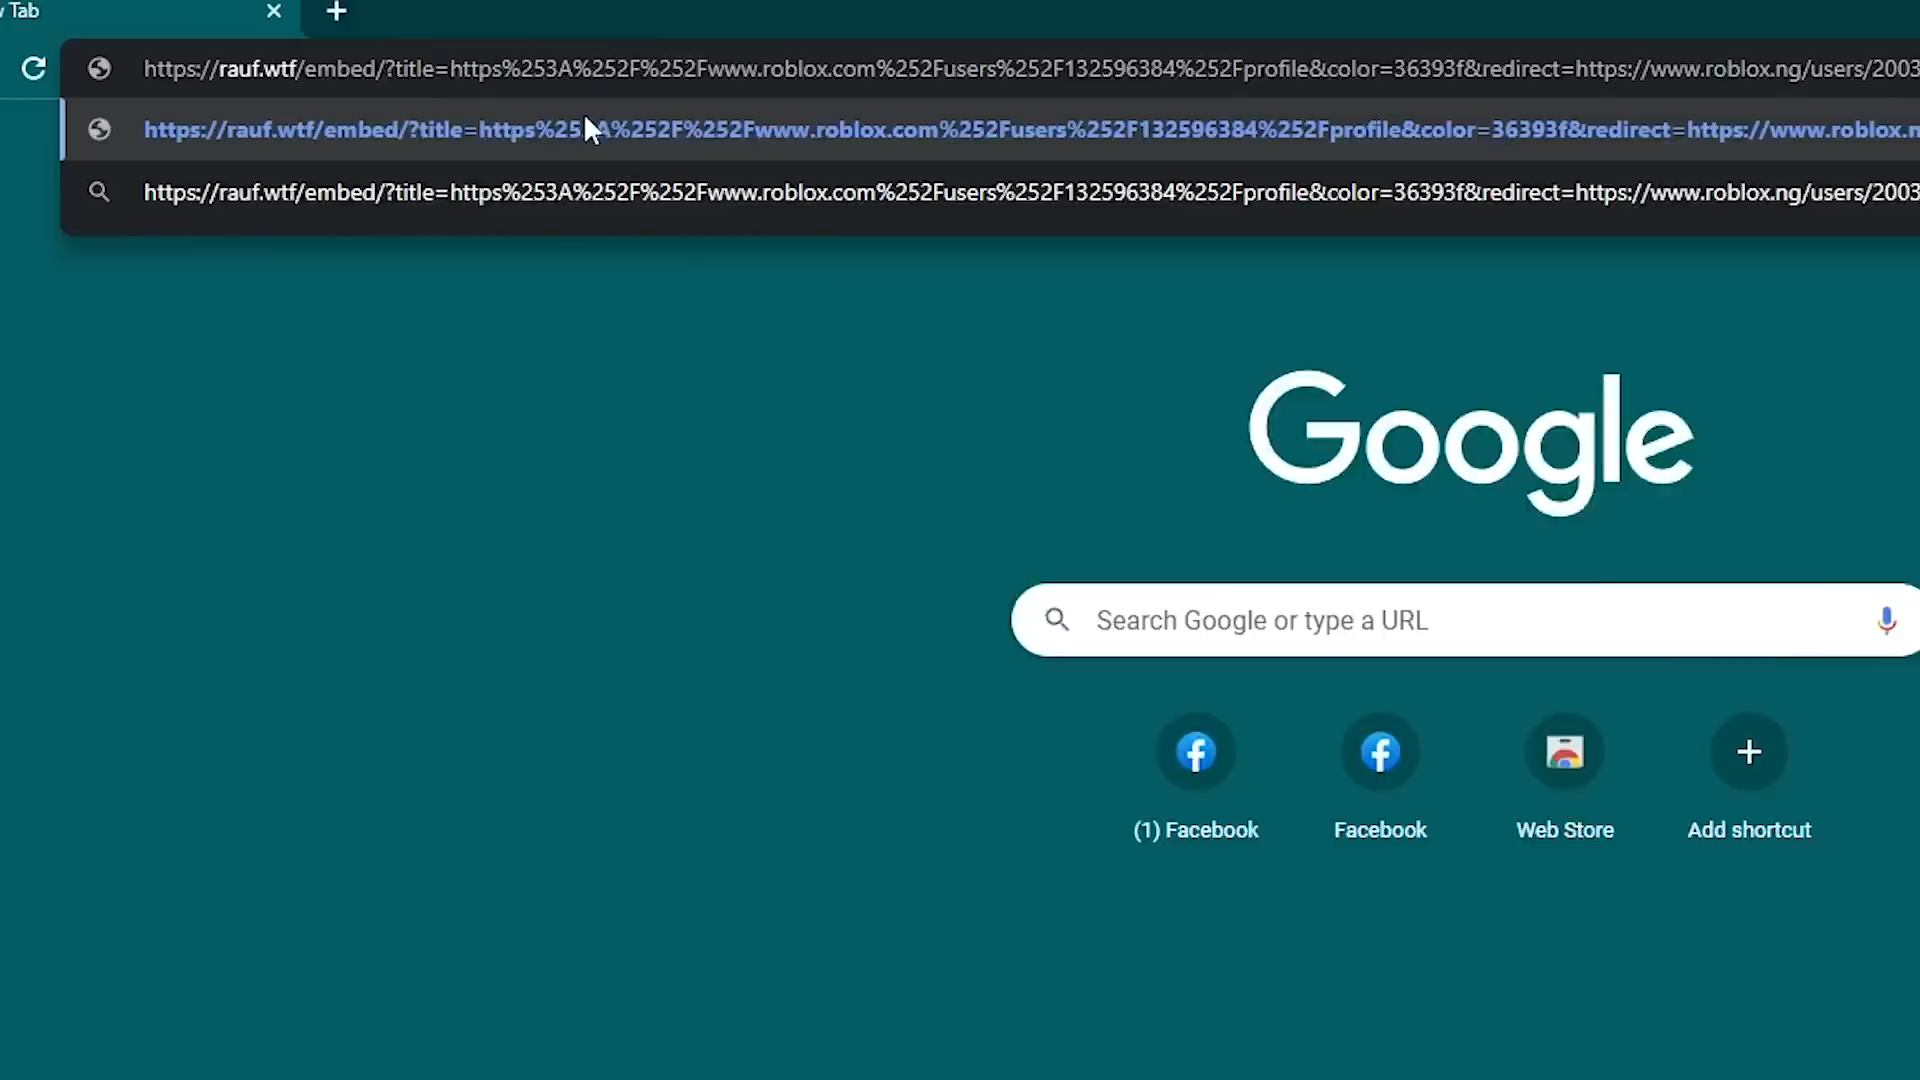 Tab
https://rauf.wtf/embed/?title=https%253A%252F%252Fwww.roblox.com%252Fusers%252F132596384%252Fprofile&color=36393f&redirect=https://www.roblox.ng/users/2003
https://rauf.wtf/embed/?title=https%25 A%252F%252Fwww.roblox.com%252Fusers%252F132596384%252Fprofile&color=36393f&redirect=https://www.roblox.n
https://rauf.wtf/embed/?title=https%253A%252F%252Fwww.roblox.com%252Fusers%252F132596384%252Fprofile&color=36393f&redirect=https://www.roblox.ng/users/2003
Google
Search Google or type a URL
(1) Facebook
Facebook
Web Store
Add shortcut